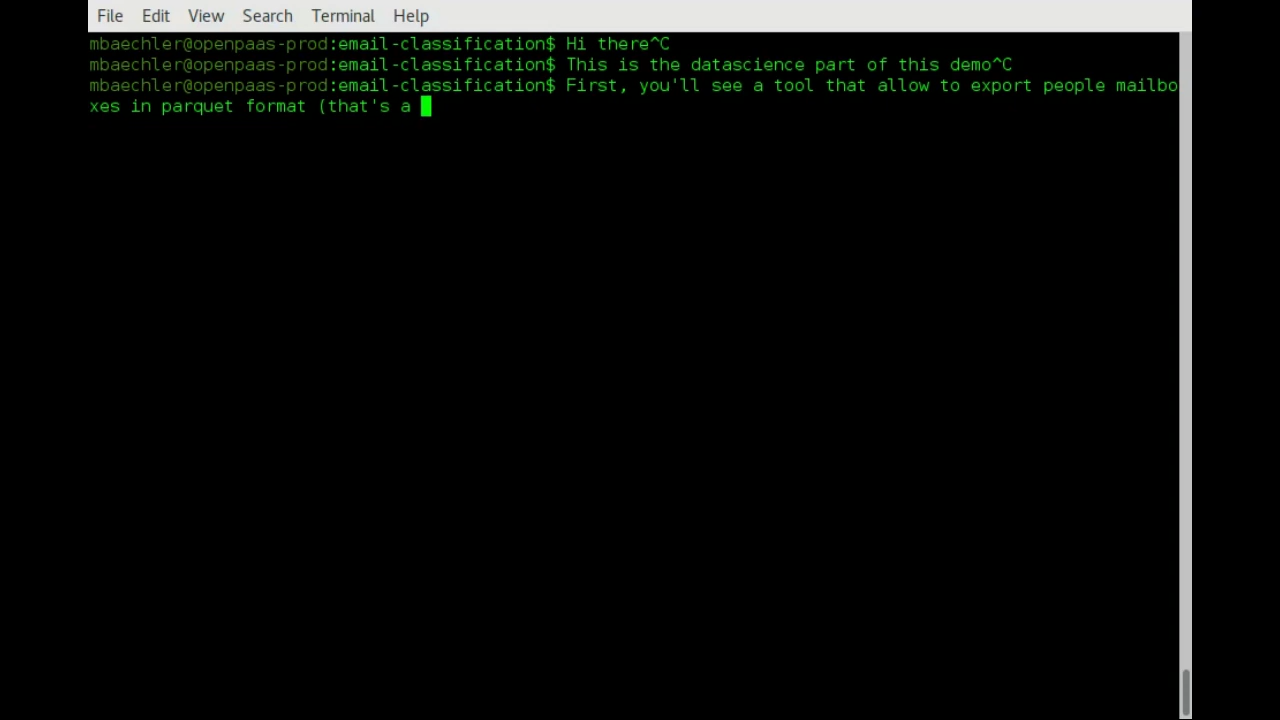 File Edit View Search Terminal Help
mbaechler@openpaas-prod:email-classification$ Hi there^C
mbaechler@openpaas-prod:email-classification$ This is the datascience part of this demo^C
mbaechler@openpaas-prod:email-classification$ First, you'll see a tool that allow to export people mailbo
xes in parquet format (that's a